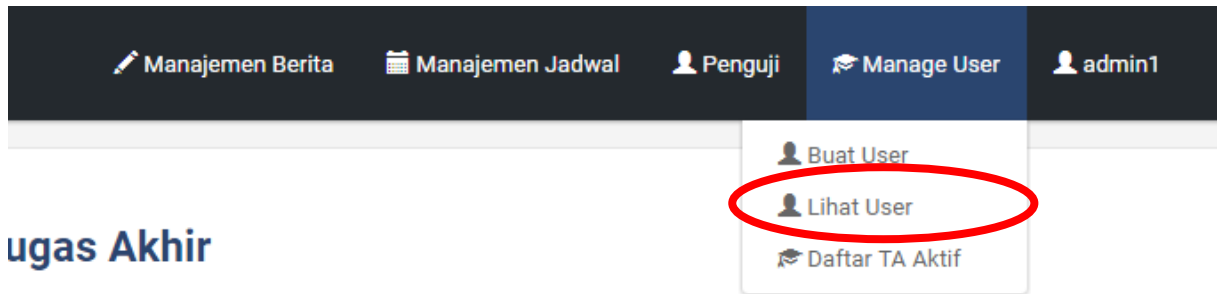 Manajemen Berita Manajemen Jadwal Penguji Manage User admin1
Buat User
Lihat User
ugas Akhir
Daftar TA Aktif